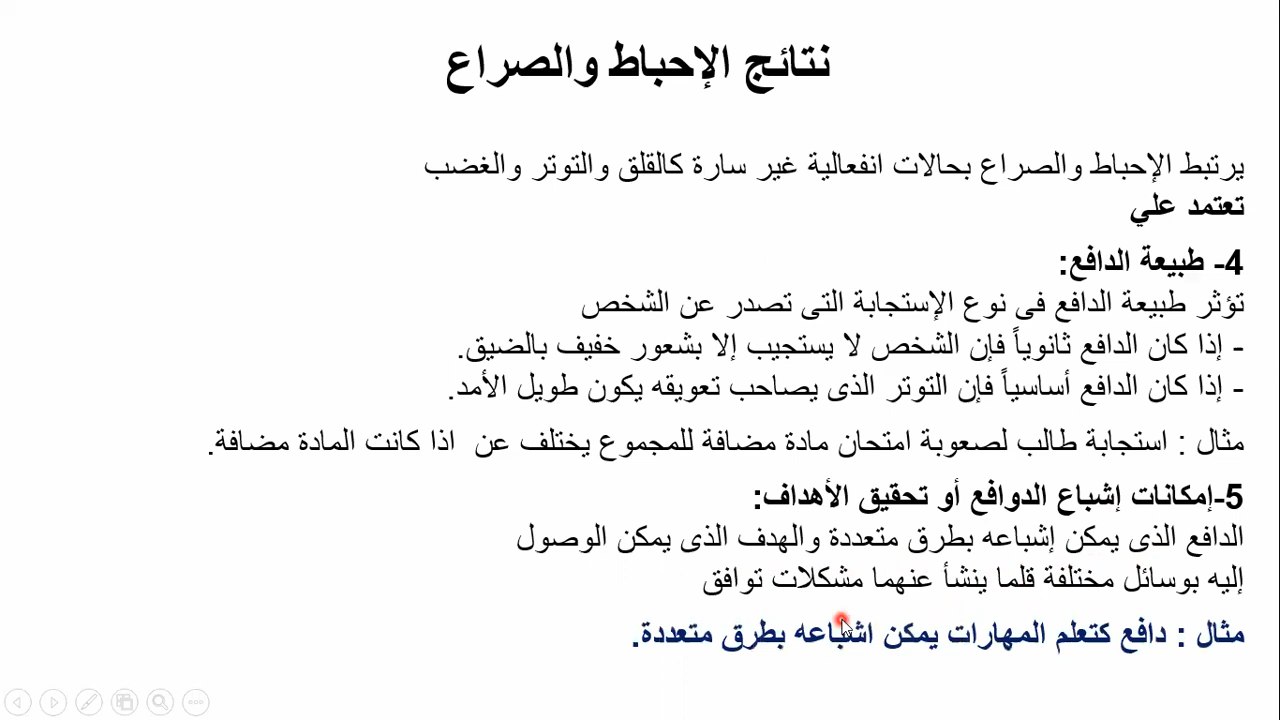 نتائج الإحباط والصراع
يرتبط الإحباط والصراع بحالات انفعالية غير سارة كالقلق والتوتر والغضب
تعتمد علي
4- طبيعة الدافع:
تؤثر طبيعة الدافع فى نوع الإستجابة التى تصدر عن الشخص
- إذا كان الدافع ثانوياً فإن الشخص لا يستجيب إلا بشعور خفيف بالضيق.
- إذا كان الدافع أساسياً فإن التوتر الذى يصاحب تعويقه يكون طويل الأمد.
مثال : استجابة طالب لصعوبة امتحان مادة مضافة للمجموع يختلف عن اذا كانت المادة مضافة.
5-إمكانات إشباع الدوافع أو تحقيق الأهداف:
الدافع الذى يمكن إشباعه بطرق متعددة والهدف الذى يمكن الوصول
إليه بوسائل مختلفة قلما ينشأ عنهما مشكلات توافق
مثال : دافع كتعلم المهارات يمكن اشباعه بطرق متعددة.